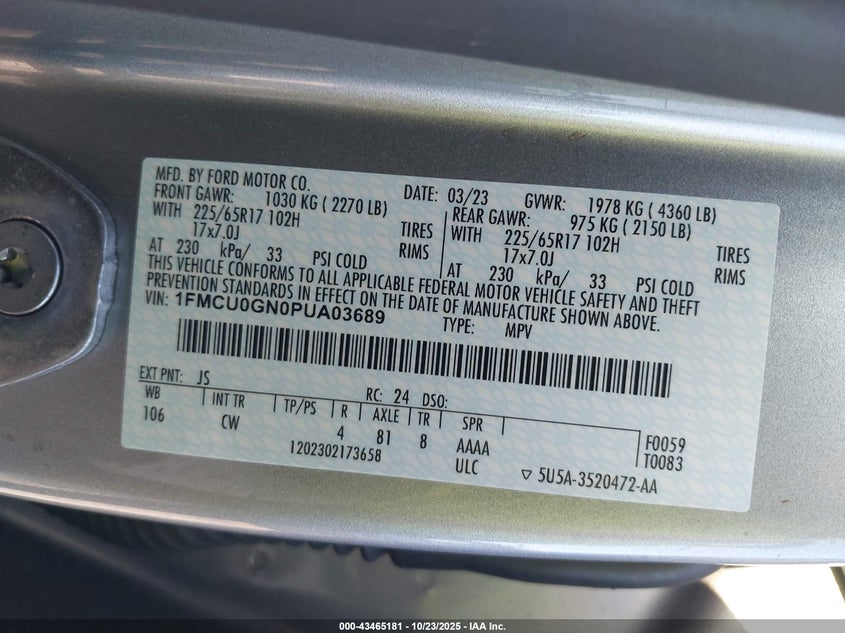 MFD. BY FORD MOTOR CO.
DATE: 03/23 GVWR: 1978 KG ( 4360 LB)
FRONT GAWR: 1030 KG ( 2270 LB) REAR GAWR: 975 KG ( 2150 LB)
WITH 225/65R17 102H TIRES WITH 225/65R17 102H TIRES
17x7.0J RIMS 17x7.0J RIMS
AT 230 kPa/ 33 PSI COLD AT 230 kPa/ 33 PSI COLD
THIS VEHICLE CONFORMS TO ALL APPLICABLE FEDERAL MOTOR VEHICLE SAFETY AND THEFT
PREVENTION STANDARDS IN EFFECT ON THE DATE OF MANUFACTURE SHOWN ABOVE.
VIN: 1FMCU0GN0PUA03689
TYPE: MPV
EXT PNT: JS RC: 24 DSO:
WB INT TR TP/PS R AXLE TR SPR
106 CW 4 81 8 AAAA F0059
1202302173658 ULC T0083
▽ 5U5A-3520472-AA
000-43465181 | 10/23/2025 - IAA Inc.